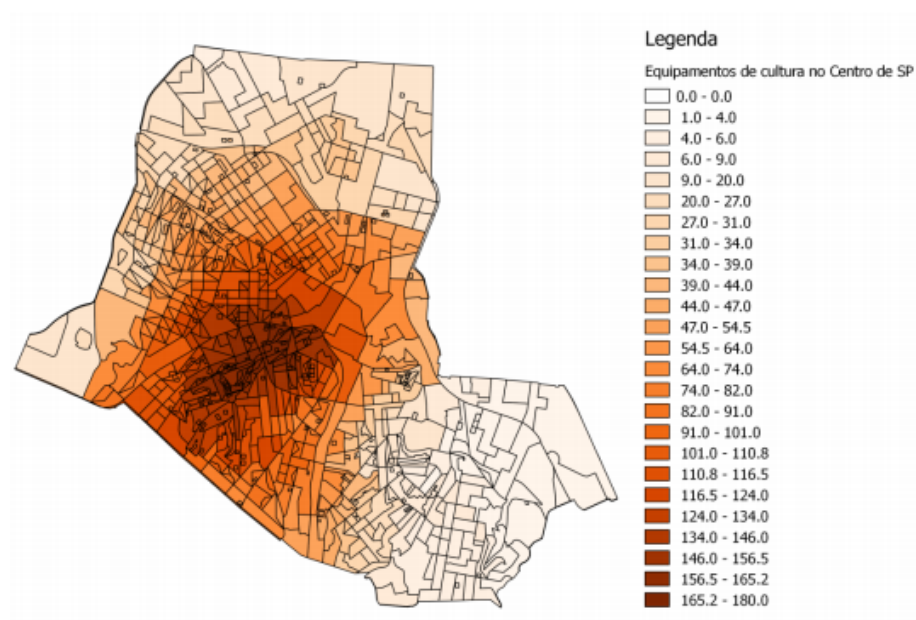 Legenda
Equipamentos de cultura no Centro de SP
0.0 - 0.0
1.0 - 4.0
4.0 - 6.0
6.0 - 9.0
9.0 - 20.0
20.0 - 27.0
27.0 - 31.0
31.0 - 34.0
34.0 - 39.0
39.0 - 44.0
44.0 - 47.0
47.0 - 54.5
54.5 - 64.0
64.0 - 74.0
74.0 - 82.0
82.0 - 91.0
91.0 - 101.0
101.0 - 110.8
110.8 - 116.5
116.5 - 124.0
124.0 - 134.0
134.0 - 146.0
146.0 - 156.5
156.5 - 165.2
165.2 - 180.0